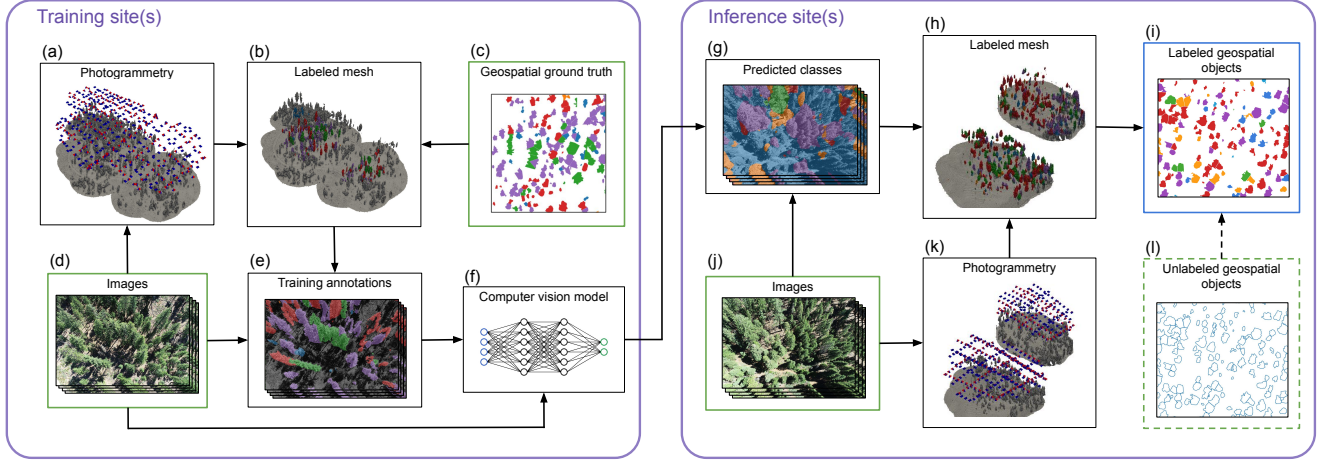 Training site(s)
(a)
Photogrammetry
(b)
Labeled mesh
(c)
Geospatial ground truth
(d)
Images
(e)
Training annotations
(f)
Computer vision model
Inference site(s)
(g)
Predicted classes
(h)
Labeled mesh
(i)
Labeled geospatial
objects
(j)
Images
(k)
Photogrammetry
(l)
Unlabeled geospatial
objects